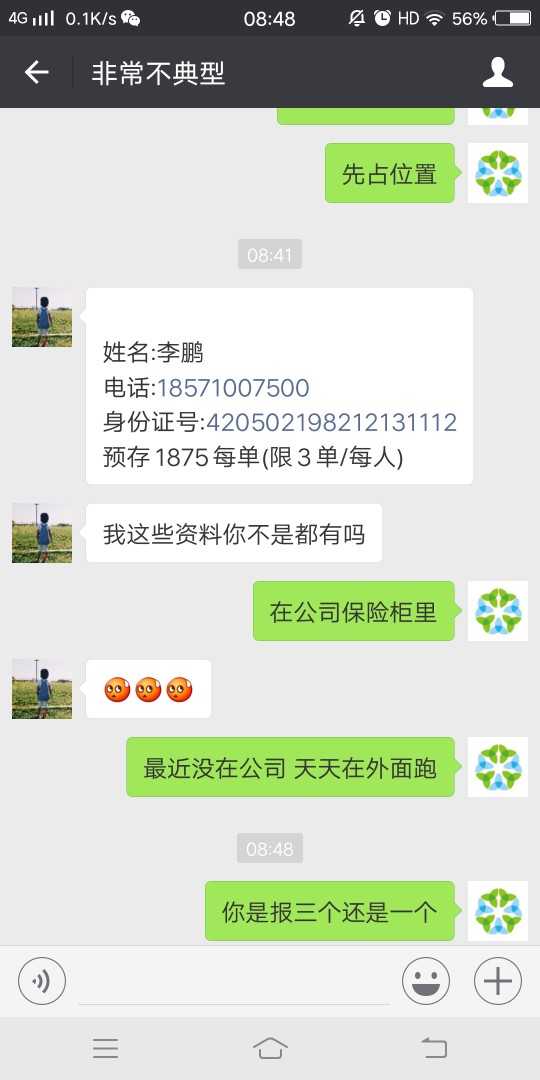 4G 0.1K/s 08:48 HD 56%
非常不典型
先占位置
08:41
姓名:李鹏
电话:18571007500
身份证号:420502198212131112
预存1875每单(限3单/每人)
我这些资料你不是都有吗
在公司保险柜里
最近没在公司 天天在外面跑
08:48
你是报三个还是一个